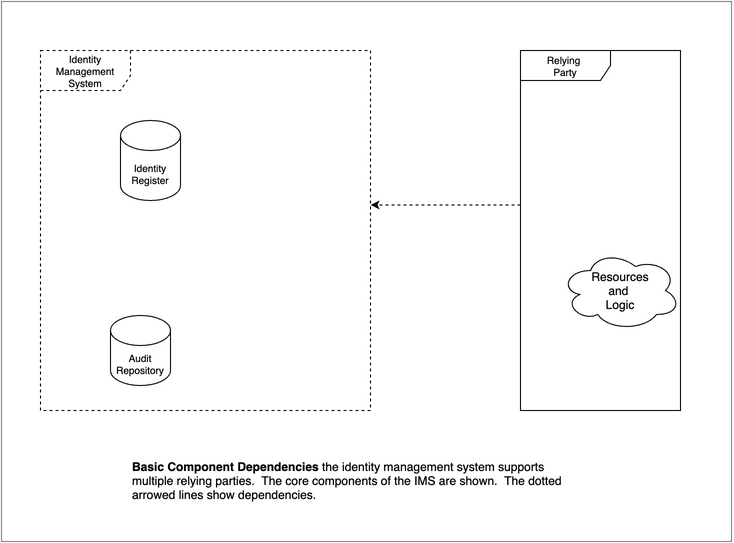 Identity
Management
System
Relying
Party
Identity
Register
Resources
and
Logic
Audit
Repository
Basic Component Dependencies the identity management system supports
multiple relying parties.  The core components of the IMS are shown.  The dotted
arrowed lines show dependencies.